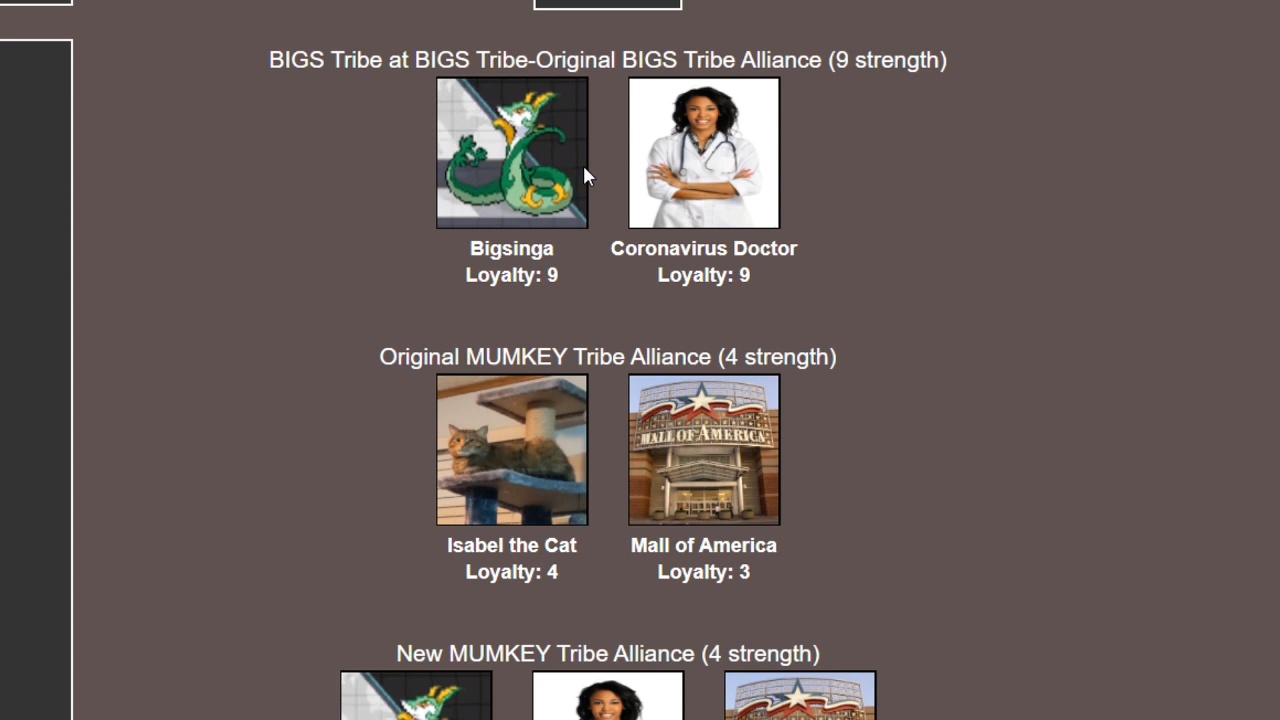 BIGS Tribe at BIGS Tribe-Original BIGS Tribe Alliance (9 strength)
Bigsinga
Loyalty: 9
Coronavirus Doctor
Loyalty: 9
Original MUMKEY Tribe Alliance (4 strength)
MALL OF AMERICA
Isabel the Cat
Loyalty: 4
Mall of America
Loyalty: 3
New MUMKEY Tribe Alliance (4 strength)